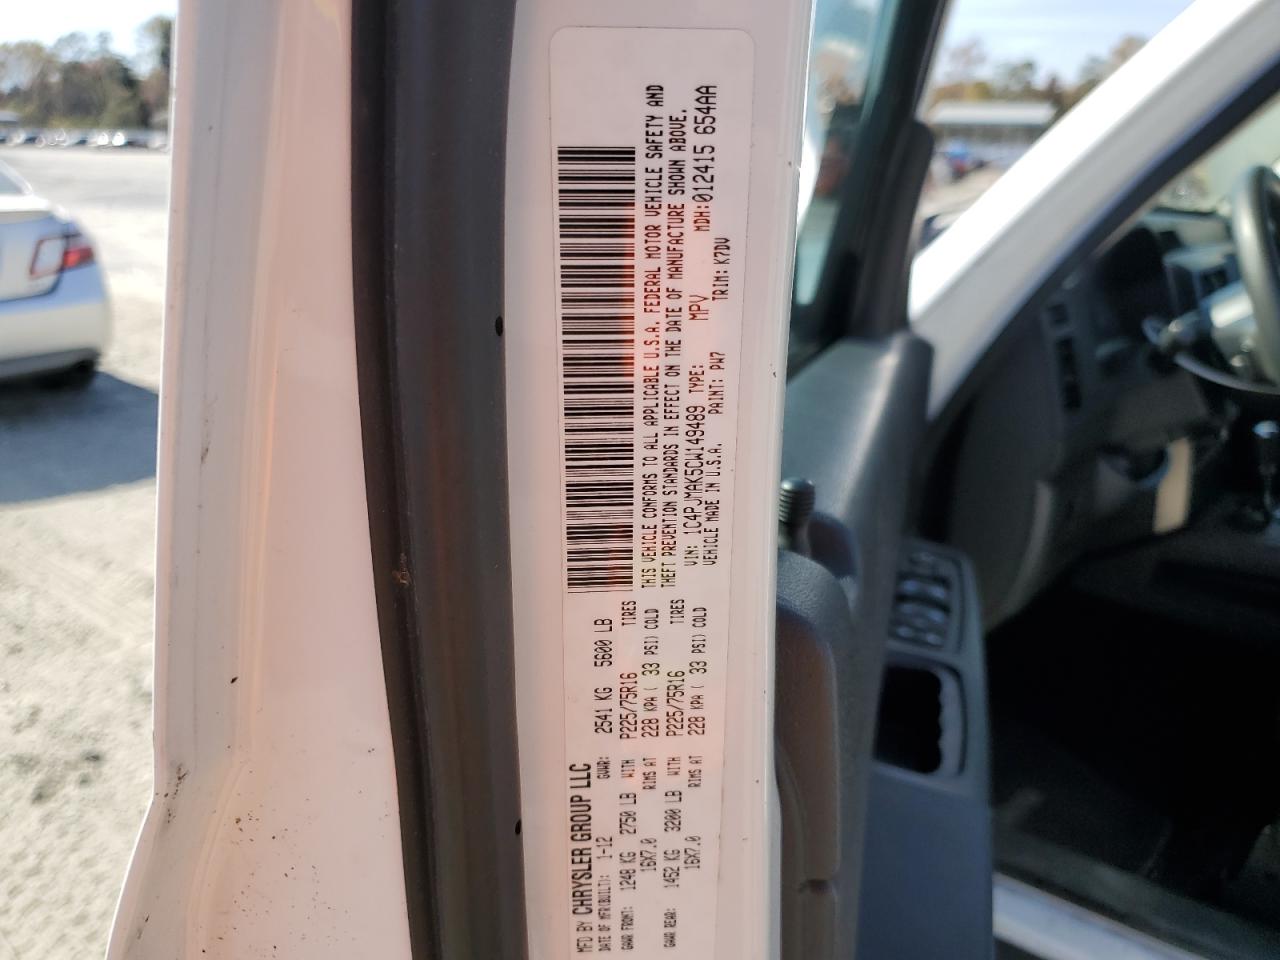 MFD BY CHRYSLER GROUP LLC
DATE OF MFR(BUILT): 1-12 GVWR: 2541 KG 5600 LB
GAWR FRONT: 1248 KG 2750 LB WITH P225/75R16 TIRES
16X7.0 RIMS AT 228 KPA ( 33 PSI) COLD
GAWR REAR: 1452 KG 3200 LB WITH P225/75R16 TIRES
16X7.0 RIMS AT 228 KPA ( 33 PSI) COLD
THIS VEHICLE CONFORMS TO ALL APPLICABLE U.S.A. FEDERAL MOTOR VEHICLE SAFETY AND
THEFT PREVENTION STANDARDS IN EFFECT ON THE DATE OF MANUFACTURE SHOWN ABOVE.
VIN: 1C4PJMAK5CW149489 TYPE: MPV MDH:012415 654AA
VEHICLE MADE IN U.S.A. PAINT: PW7 TRIM: K7DV